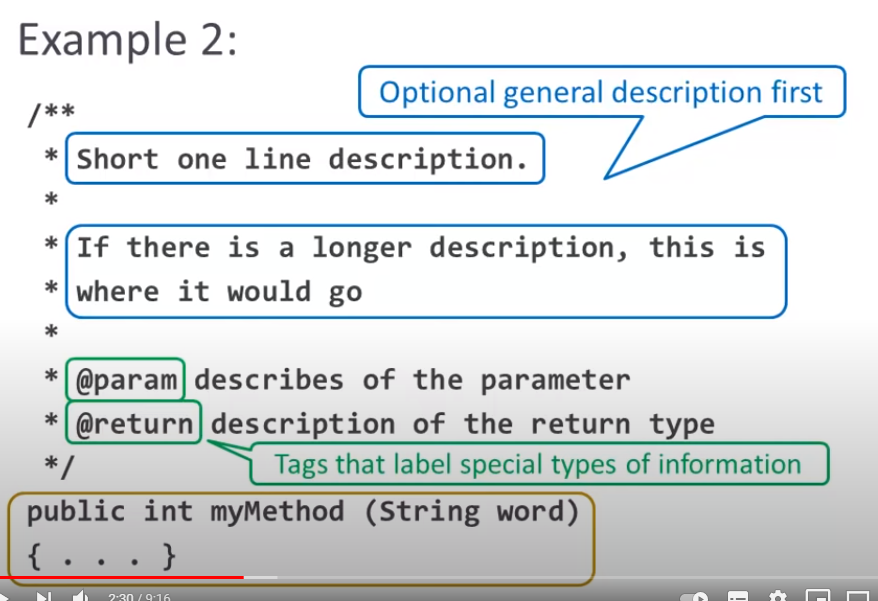 Example 2:
Optional general description first
/**
* Short one line description.
*
* If there is a longer description, this is
* where it would go
*
* @param describes of the parameter
* @return description of the return type
*/
Tags that label special types of information
public int myMethod (String word)
{ . . . }
2:30 / 9:16